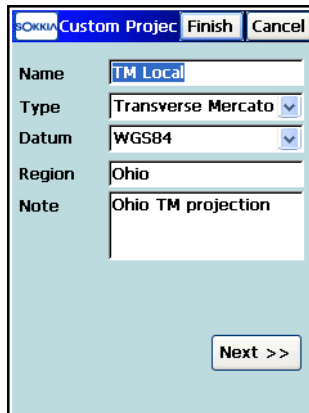 SOKKIA Custom Projec Finish Cancel
Name TM Local
Type Transverse Mercato
Datum WGS84
Region Ohio
Note Ohio TM projection
Next >>